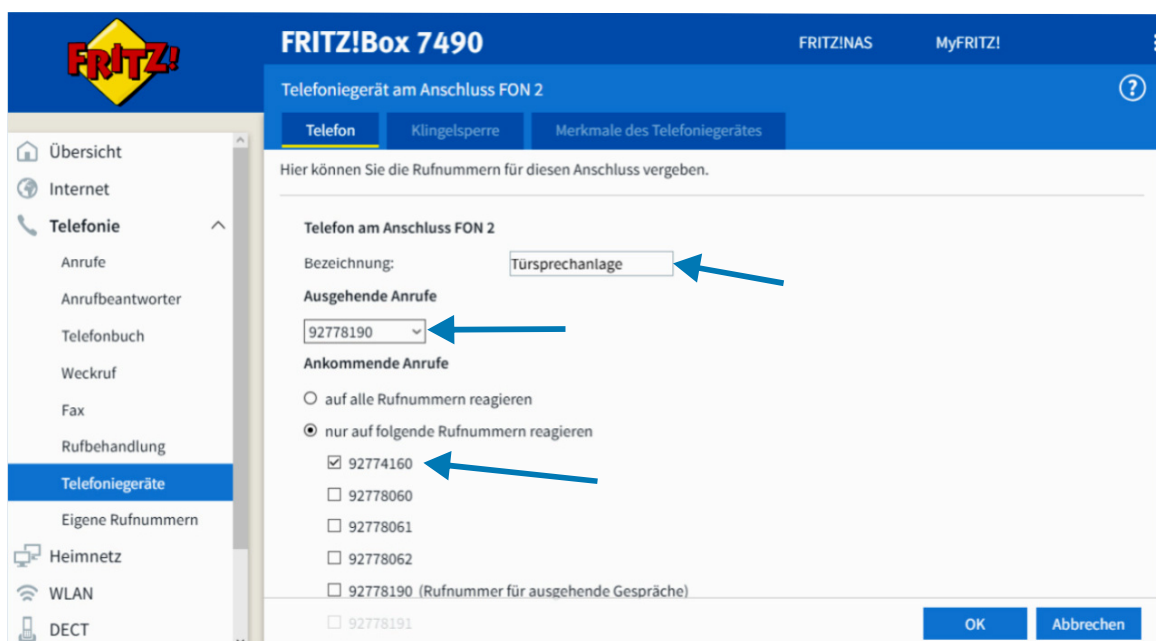 FRITZ!
FRITZ!Box 7490
FRITZ!NAS
MyFRITZ!
Telefoniegerät am Anschluss FON 2
?
Telefon
Klingelsperre
Merkmale des Telefoniegerätes
Übersicht
Internet
Telefonie
Anrufe
Anrufbeantworter
Telefonbuch
Weckruf
Fax
Rufbehandlung
Telefoniegeräte
Eigene Rufnummern
Heimnetz
WLAN
DECT
Hier können Sie die Rufnummern für diesen Anschluss vergeben.
Telefon am Anschluss FON 2
Bezeichnung: Türsprechanlage
Ausgehende Anrufe
92778190
Ankommende Anrufe
auf alle Rufnummern reagieren
nur auf folgende Rufnummern reagieren
92774160
92778060
92778061
92778062
92778190 (Rufnummer für ausgehende Gespräche)
92778191
OK
Abbrechen